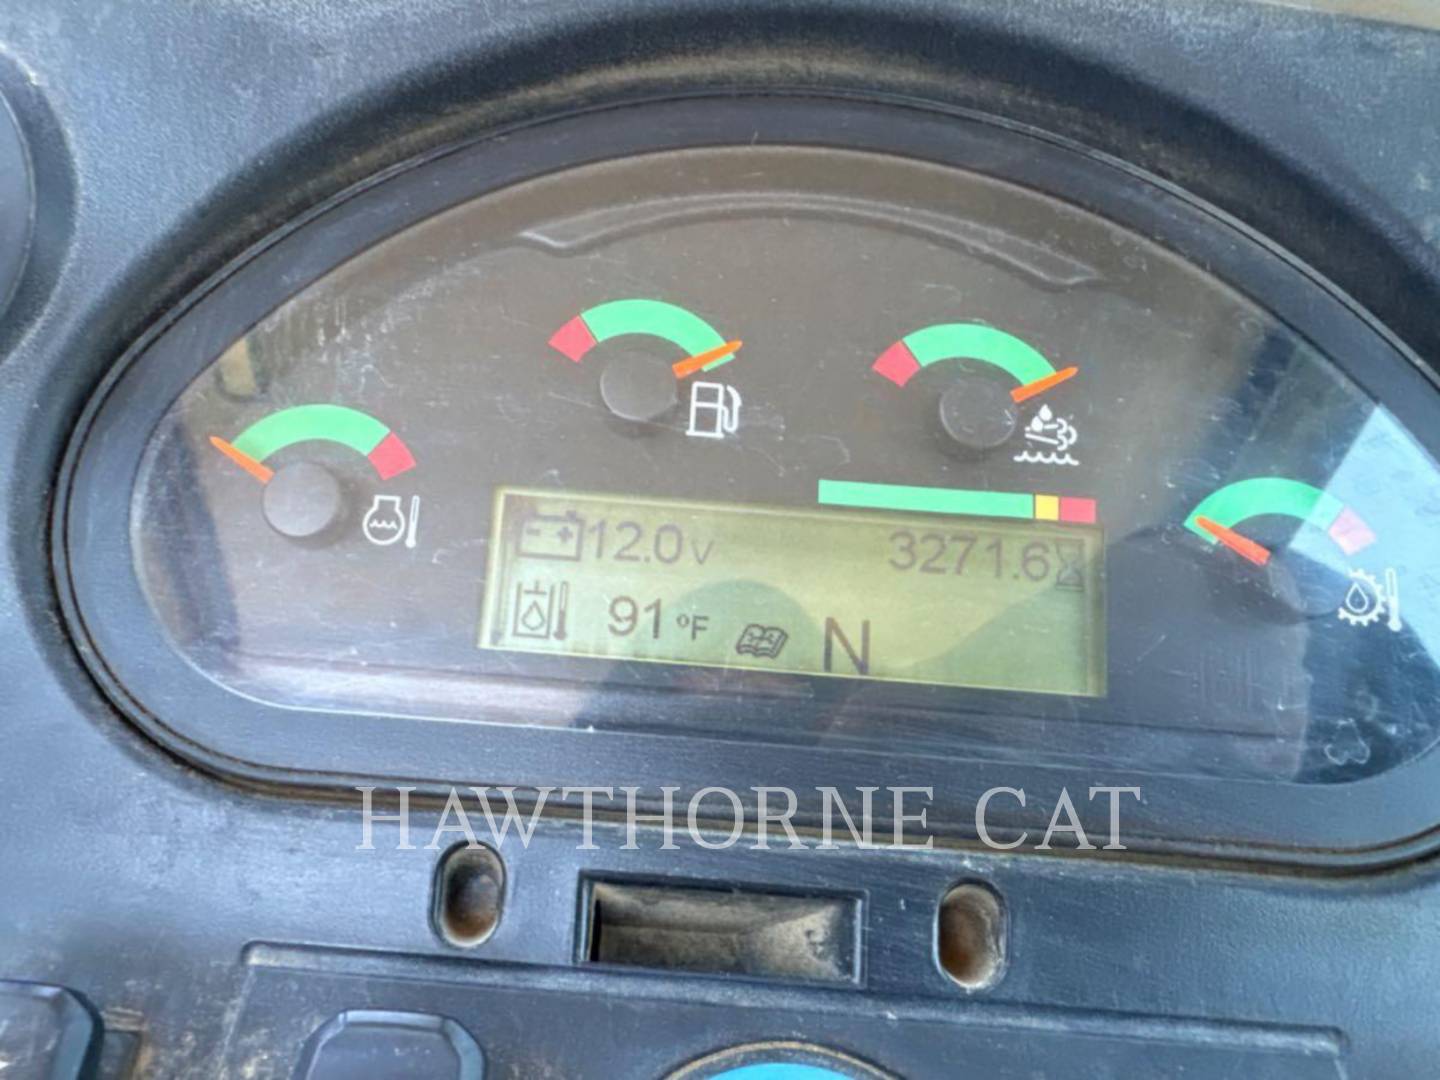 12.0V 3271.6
91 °F N
HAWTHORNE CAT